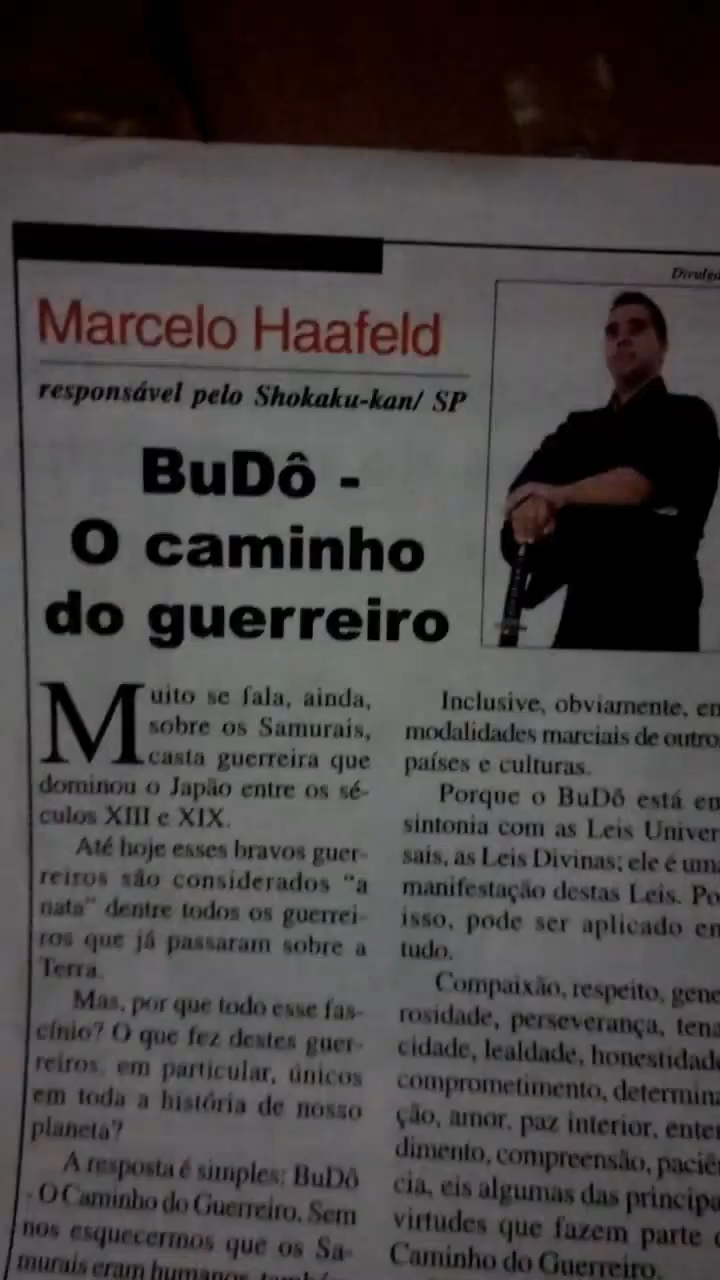 Marcelo Haafeld
responsável pelo Shokaku-kan/ SP
BuDô -
O caminho
do guerreiro
Muito se fala, ainda,
sobre os Samurais,
casta guerreira que
dominou o Japão entre os sé-
culos XIII e XIX.
Até hoje esses bravos guer-
reiros são considerados "a
nata" dentre todos os guerrei-
ros que já passaram sobre a
Terra.
Mas, por que todo esse fas-
cínio? O que fez destes guer-
reiros, em particular, únicos
em toda a história de nosso
planeta?
A resposta é simples: BuDô
- O Caminho do Guerreiro. Sem
nos esquecermos que os Sa-
murais eram humanos, também
Inclusive, obviamente, em
modalidades marciais de outro
países e culturas.
Porque o BuDô está em
sintonia com as Leis Univer
sais, as Leis Divinas; ele é uma
manifestação destas Leis. Po
isso, pode ser aplicado em
tudo.
Compaixão, respeito, gene
rosidade, perseverança, tena
cidade, lealdade, honestidade
comprometimento, determina
ção, amor, paz interior, enten
dimento, compreensão, paciên
cia, eis algumas das principa
virtudes que fazem parte d
Caminho do Guerreiro.